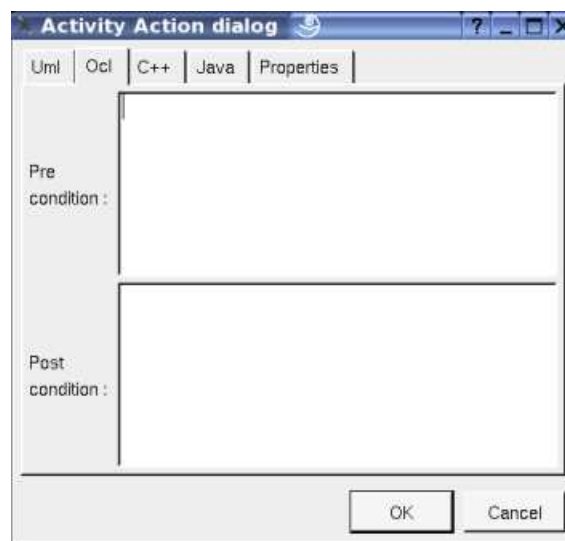 Activity Action dialog
Uml Ocl C++ Java Properties
Pre
condition :
Post
condition :
OK Cancel